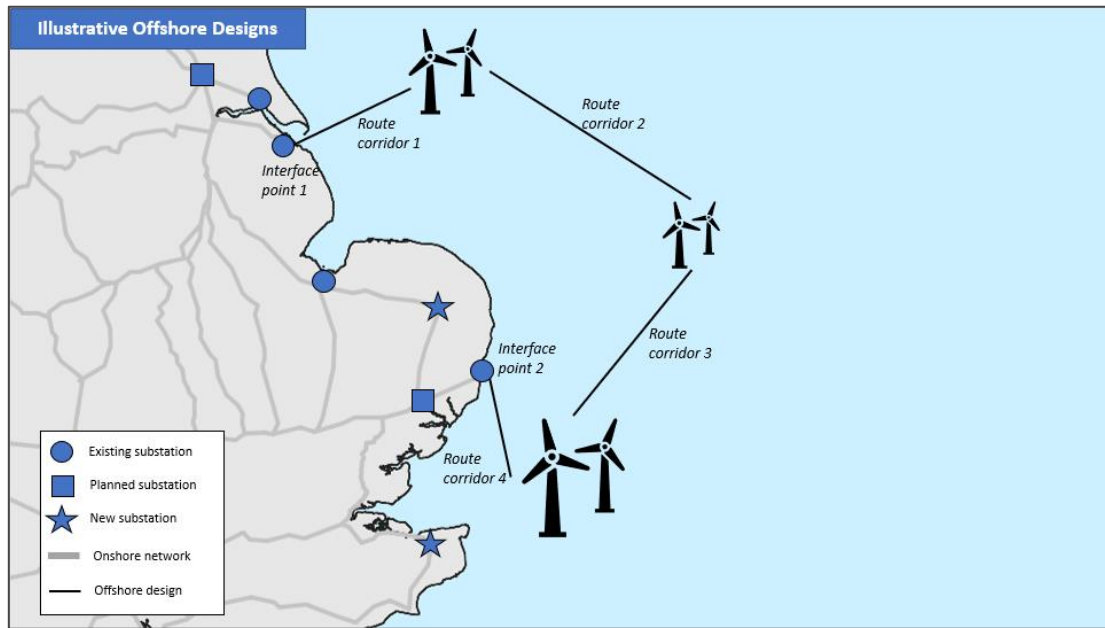 Illustrative Offshore Designs
Route
corridor 1
Route
corridor 2
Interface
point 1
Route
corridor 3
Interface
point 2
Route
corridor 4
Existing substation
Planned substation
New substation
Onshore network
Offshore design